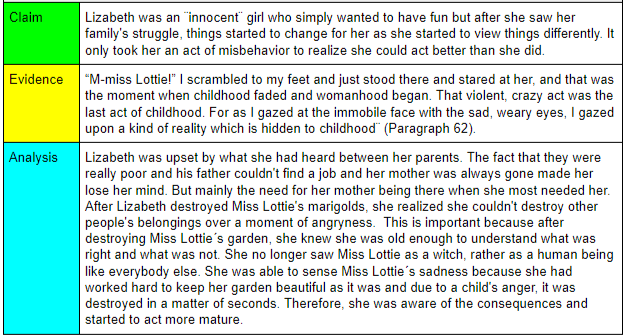 Claim
Lizabeth was an ¨innocent¨ girl who simply wanted to have fun but after she saw her
family's struggle, things started to change for her as she started to view things differently. It
only took her an act of misbehavior to realize she could act better than she did.
Evidence
“M-miss Lottie!” I scrambled to my feet and just stood there and stared at her, and that was
the moment when childhood faded and womanhood began. That violent, crazy act was the
last act of childhood. For as I gazed at the immobile face with the sad, weary eyes, I gazed
upon a kind of reality which is hidden to childhood¨ (Paragraph 62).
Analysis
Lizabeth was upset by what she had heard between her parents. The fact that they were
really poor and his father couldn't find a job and her mother was always gone made her
lose her mind. But mainly the need for her mother being there when she most needed her.
After Lizabeth destroyed Miss Lottie's marigolds, she realized she couldn't destroy other
people's belongings over a moment of angryness.  This is important because after
destroying Miss Lottie´s garden, she knew she was old enough to understand what was
right and what was not. She no longer saw Miss Lottie as a witch, rather as a human being
like everybody else. She was able to sense Miss Lottie´s sadness because she had
worked hard to keep her garden beautiful as it was and due to a child's anger, it was
destroyed in a matter of seconds. Therefore, she was aware of the consequences and
started to act more mature.